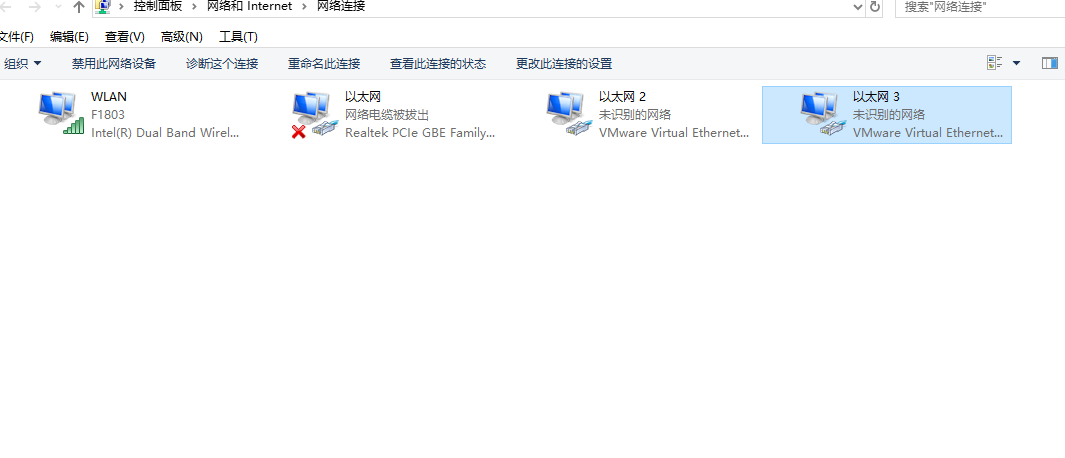 控制面板 > 网络和 Internet > 网络连接
搜索"网络连接"
文件(F) 编辑(E) 查看(V) 高级(N) 工具(T)
组织 禁用此网络设备 诊断这个连接 重命名此连接 查看此连接的状态 更改此连接的设置
WLAN
F1803
Intel(R) Dual Band Wirel...
以太网
网络电缆被拔出
Realtek PCIe GBE Family...
以太网 2
未识别的网络
VMware Virtual Ethernet...
以太网 3
未识别的网络
VMware Virtual Ethernet...